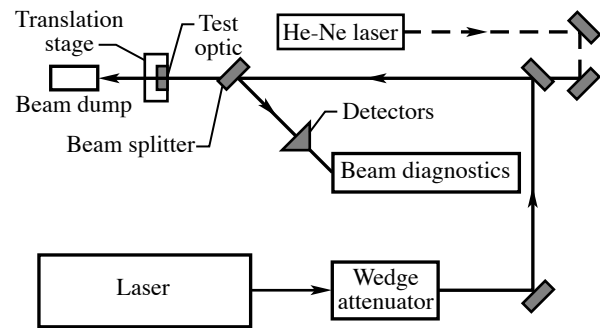 Translation
stage
Test
optic
He-Ne laser
Beam dump
Beam splitter
Detectors
Beam diagnostics
Laser
Wedge
attenuator